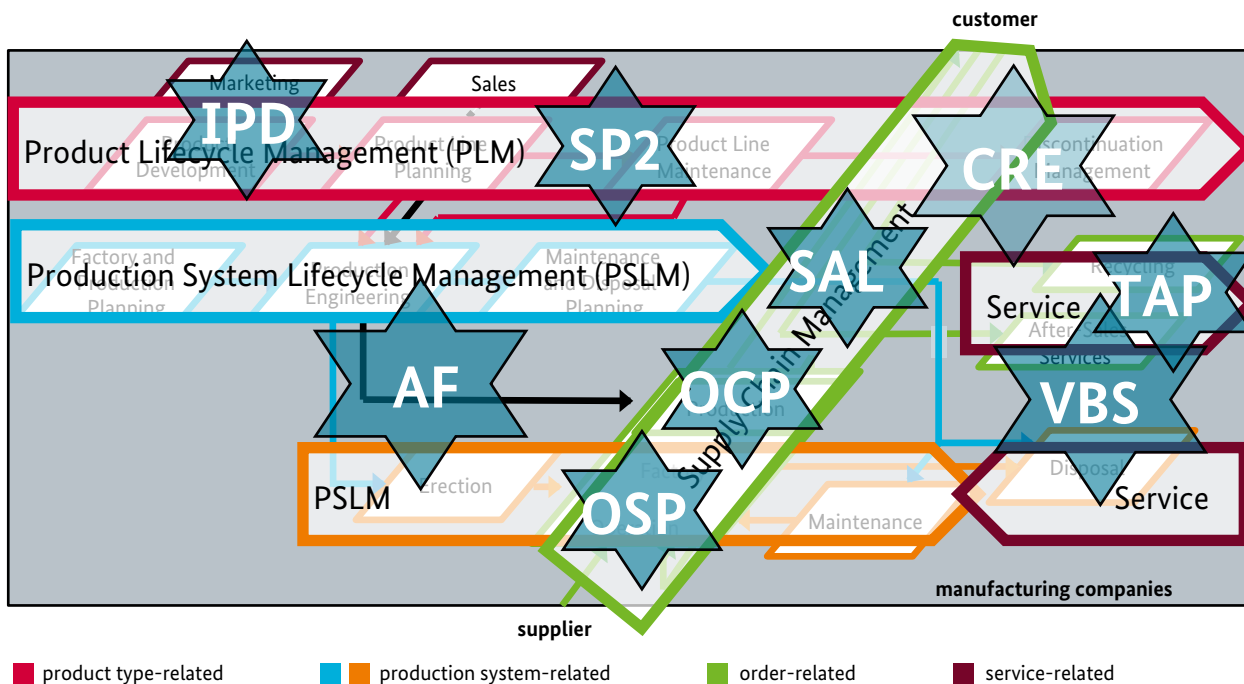 customer
Marketing
Sales
IPD
SP2
CRE
Product Line
Planning
Product Line
Maintenance
Development
Management
Product Lifecycle Management (PLM)
Factory and
Production
Planning
Production
Engineering
Maintenance
and Disposal
Planning
Production System Lifecycle Management (PSLM)
SAL
Supply Chain Management
Recycling
Service
TAP
After-Sales
Services
AF
OCP
Production
VBS
Erection
PSLM
OSP
Maintenance
Disposal
Service
manufacturing companies
supplier
product type-related
production system-related
order-related
service-related